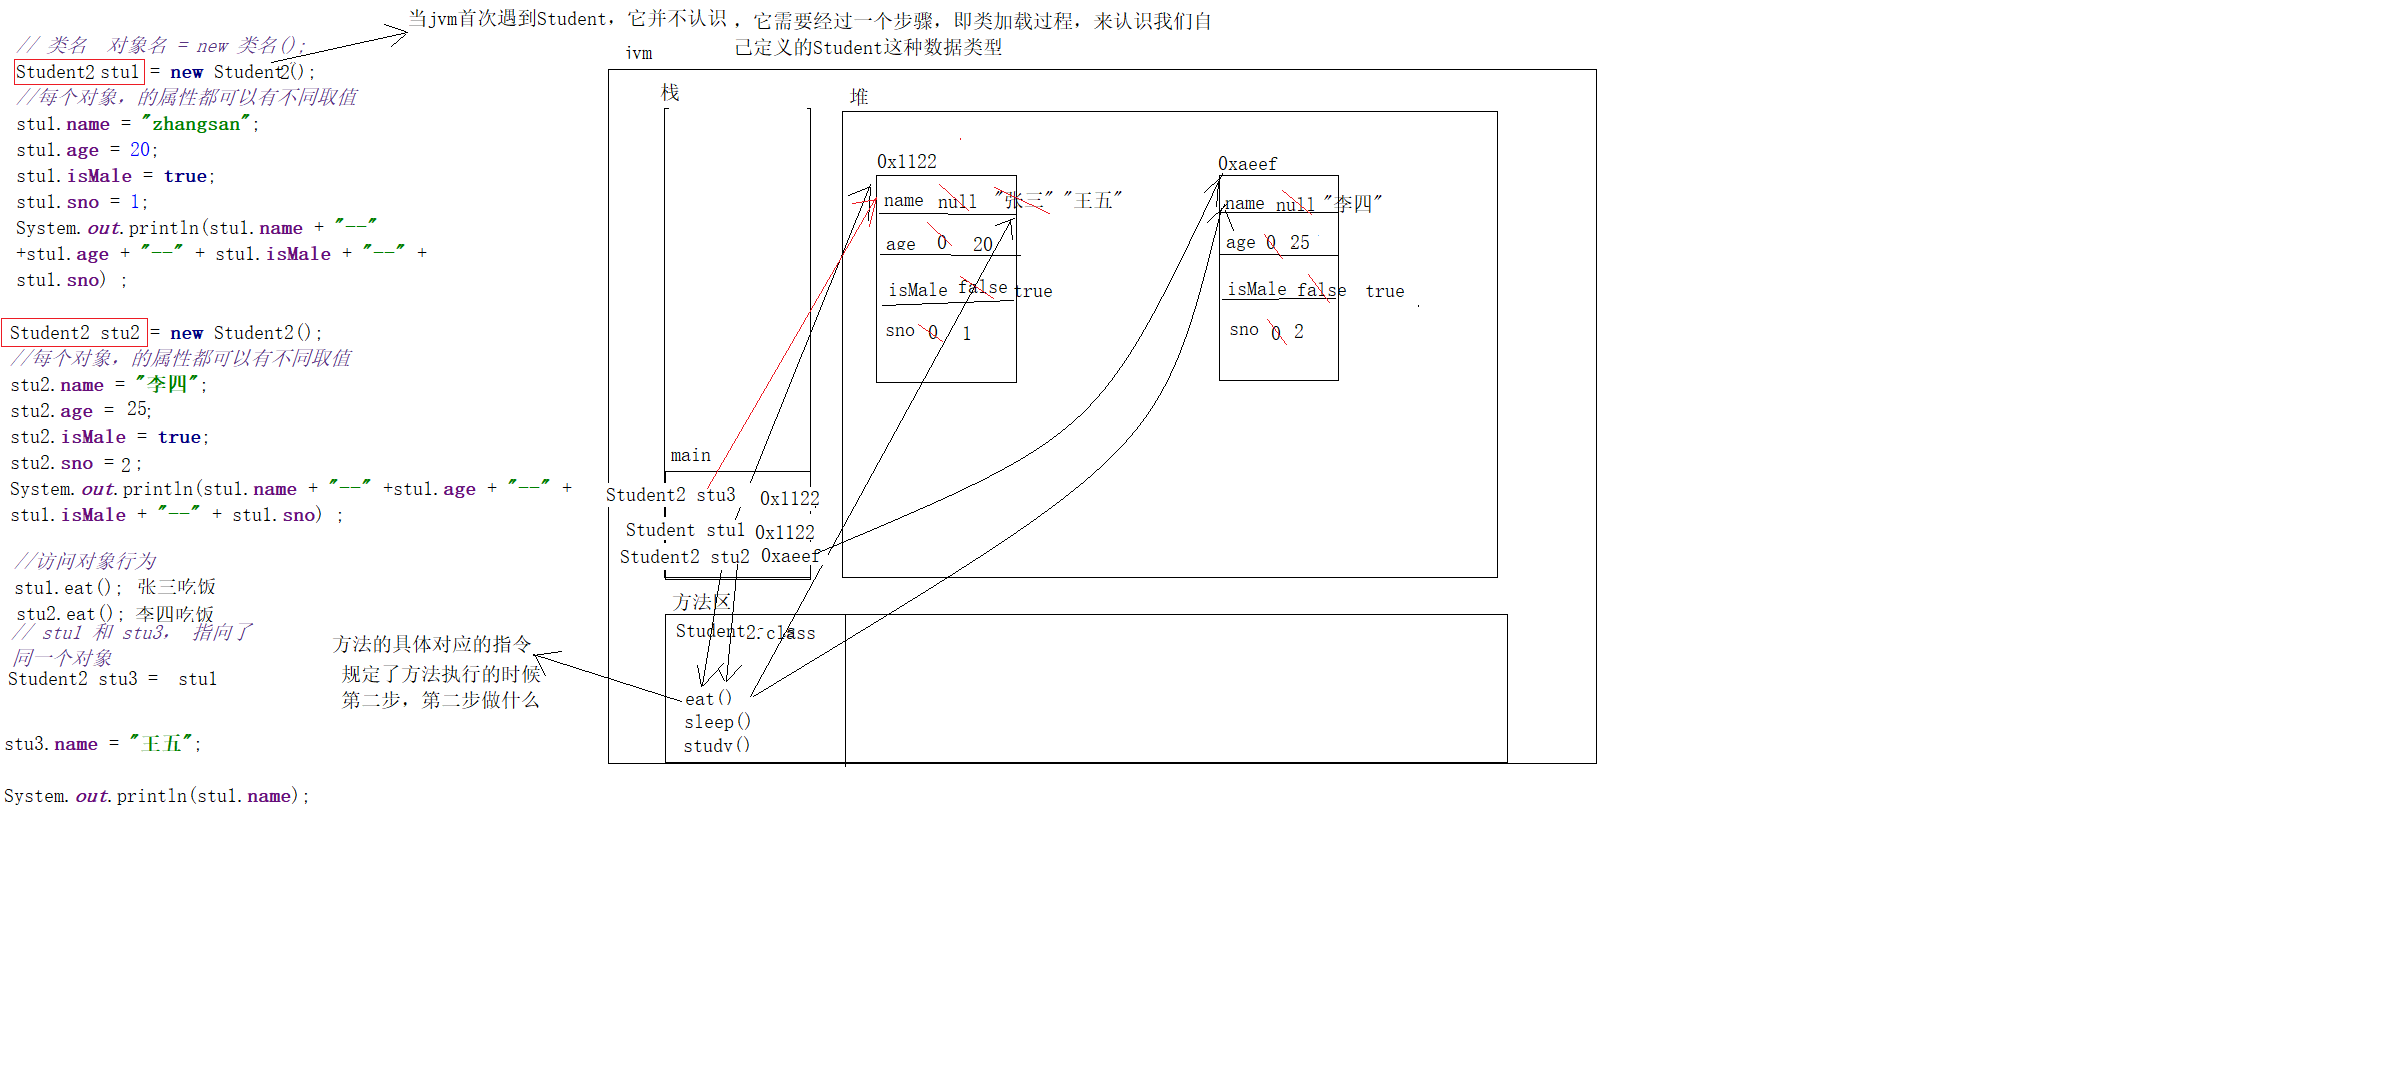 当jvm首次遇到Student，它并不认识，它需要经过一个步骤，即类加载过程，来认识我们自
己定义的Student这种数据类型
// 类名  对象名 = new 类名();
Student2 stu1 = new Student2();
//每个对象，的属性都可以有不同取值
stu1.name = "zhangsan";
stu1.age = 20;
stu1.isMale = true;
stu1.sno = 1;
System.out.println(stu1.name + "--"
+stu1.age + "--" + stu1.isMale + "--" +
stu1.sno) ;
Student2 stu2 = new Student2();
//每个对象，的属性都可以有不同取值
stu2.name = "李四";
stu2.age = 25;
stu2.isMale = true;
stu2.sno = 2;
System.out.println(stu1.name + "--" +stu1.age + "--" +
stu1.isMale + "--" + stu1.sno) ;
//访问对象行为
stu1.eat(); 张三吃饭
stu2.eat(); 李四吃饭
// stu1 和 stu3， 指向了
同一个对象
Student2 stu3 = stu1
stu3.name = "王五";
System.out.println(stu1.name);
方法的具体对应的指令
规定了方法执行的时候
第二步，第二步做什么
jvm
栈
main
Student2 stu3 0x1122
Student stu1 0x1122
Student2 stu2 0xaeef
堆
0x1122
name null "张三" "王五"
age 0 20
isMale false true
sno 0 1
0xaeef
name null "李四"
age 0 25
isMale false true
sno 0 2
方法区
Student2.class
eat()
sleep()
study()